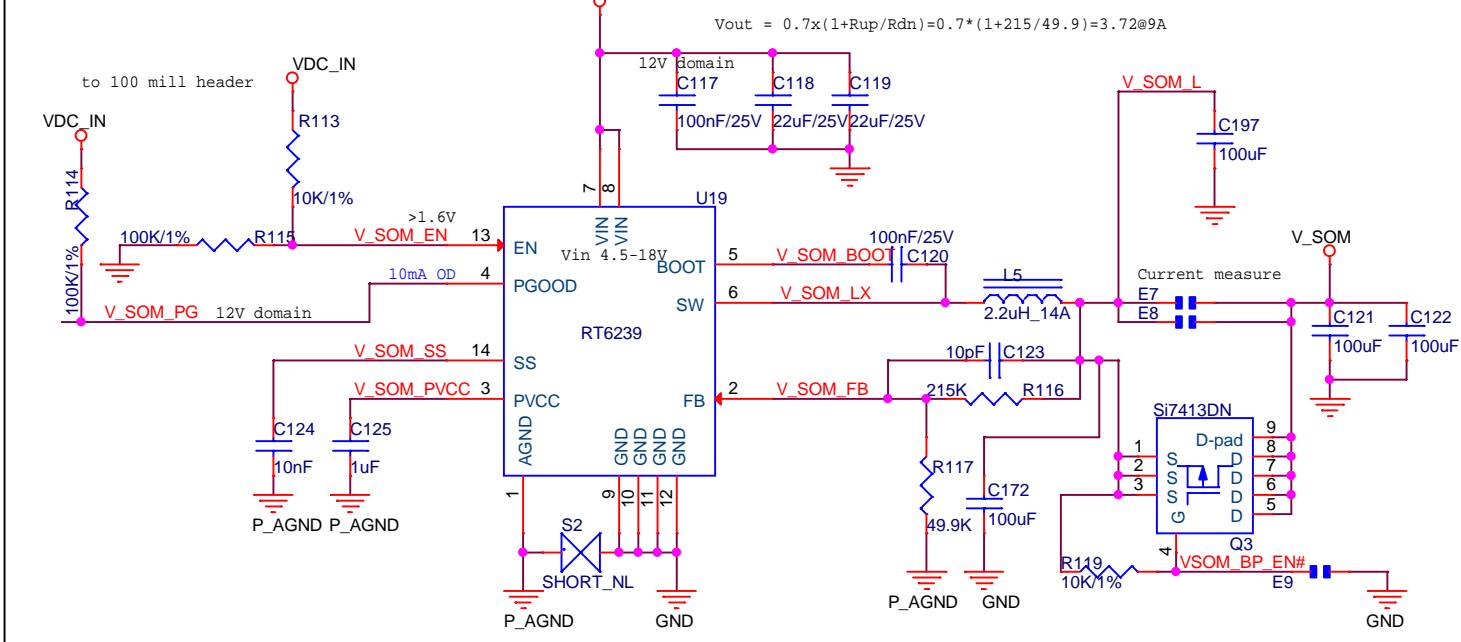 Vout = 0.7x(1+Rup/Rdn)=0.7*(1+215/49.9)=3.72@9A
to 100 mill header
VDC_IN
VDC_IN
R113
10K/1%
R114
100K/1%
100K/1%
R115
>1.6V
V_SOM_EN
13
10mA OD
4
V_SOM_PG
12V domain
V_SOM_SS
14
V_SOM_PVCC
3
C124
10nF
C125
1uF
P_AGND
P_AGND
12V domain
C117
100nF/25V
C118
22uF/25V
C119
22uF/25V
7
8
U19
VIN
VIN
EN
Vin 4.5-18V
BOOT
PGOOD
SW
RT6239
SS
PVCC
FB
AGND
GND
GND
GND
GND
1
9
10
11
12
S2
SHORT_NL
P_AGND
GND
5
V_SOM_BOOT
100nF/25V
C120
6
V_SOM_LX
L5
2.2uH_14A
10pF
C123
2
V_SOM_FB
215K
R116
R117
49.9K
C172
100uF
P_AGND
GND
V_SOM_L
C197
100uF
V_SOM
Current measure
E7
E8
C121
100uF
C122
100uF
Si7413DN
D-pad
S
S
S
G
D
D
D
D
1
2
3
4
9
8
7
6
5
Q3
R119
10K/1%
VSOM_BP_EN#
E9
GND